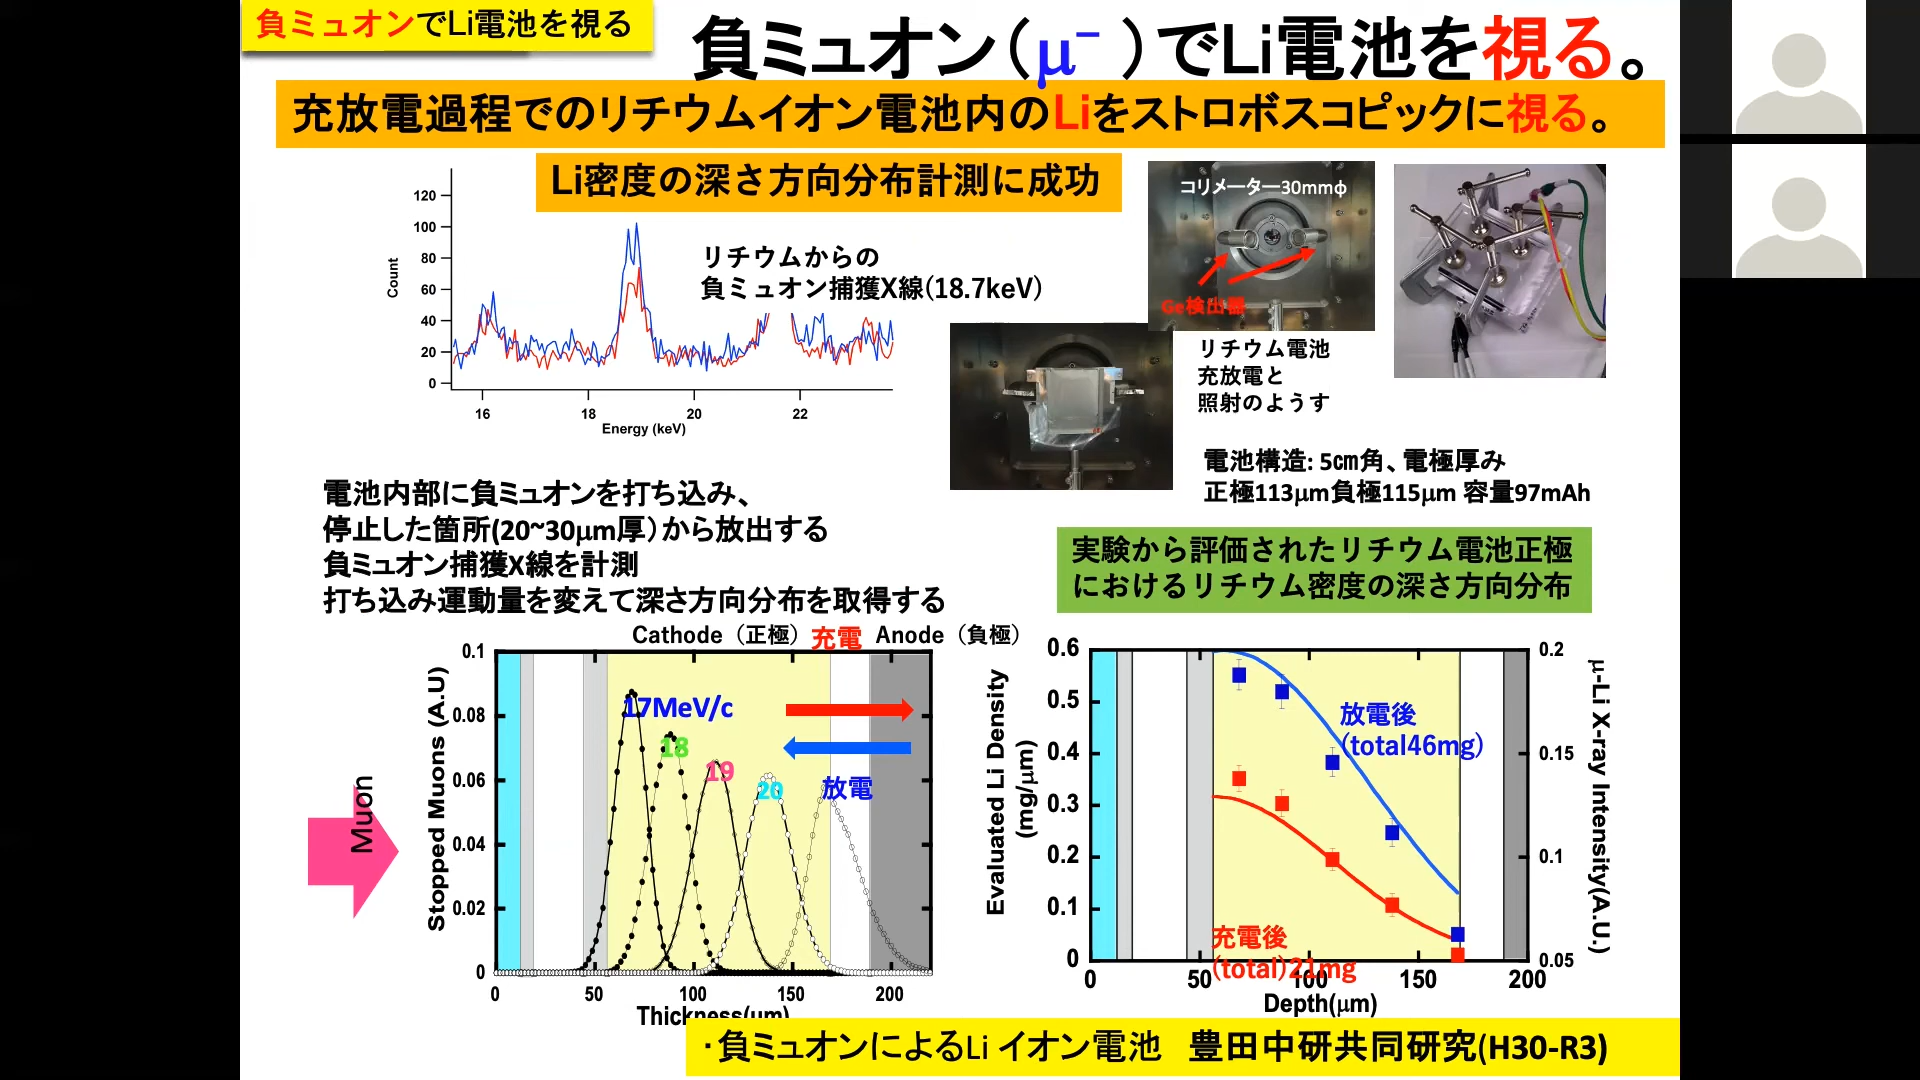 負ミュオンでLi電池を視る
負ミュオン(μ⁻)でLi電池を視る。
充放電過程でのリチウムイオン電池内のLiをストロボスコピックに視る。
Li密度の深さ方向分布計測に成功
120
100
80
60
40
20
0
Count
16
18
20
22
Energy (keV)
リチウムからの
負ミュオン捕獲X線(18.7keV)
コリメーター30mmφ
Ge検出器
リチウム電池
充放電と
照射のようす
電池構造: 5㎝角、電極厚み
正極113μm負極115μm 容量97mAh
電池内部に負ミュオンを打ち込み、
停止した箇所(20~30μm厚)から放出する
負ミュオン捕獲X線を計測
打ち込み運動量を変えて深さ方向分布を取得する
実験から評価されたリチウム電池正極
におけるリチウム密度の深さ方向分布
Cathode（正極）充電 Anode（負極）
Muon
Stopped Muons (A.U)
0.1
0.08
0.06
0.04
0.02
0
17MeV/c
18
19
20
放電
0
50
100
150
200
Thickness(μm)
Evaluated Li Density
(mg/μm)
0.6
0.5
0.4
0.3
0.2
0.1
0
放電後
(total46mg)
充電後
(total)21mg
0
50
100
150
200
Depth(μm)
0.2
0.15
0.1
0.05
μ-Li X-ray Intensity(A.U.)
・負ミュオンによるLi イオン電池　豊田中研共同研究(H30-R3)